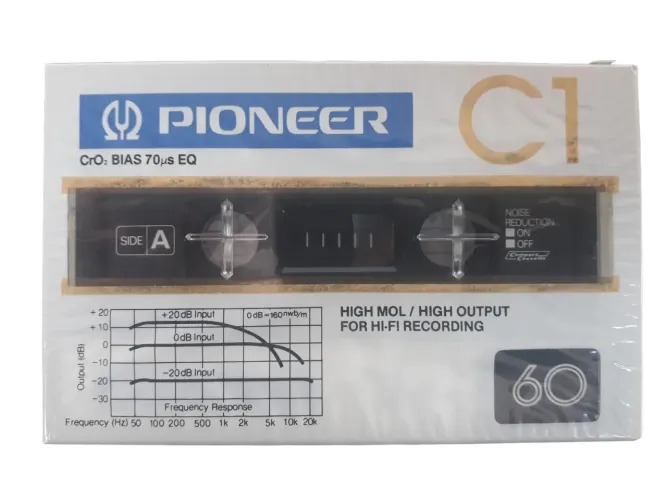 PIONEER
C1
CrO₂ BIAS 70μs EQ
SIDE A
NOISE
REDUCTION
ON
OFF
HIGH MOL / HIGH OUTPUT
FOR HI-FI RECORDING
60
+20dB Input
0dB=160nwb/m
0dB Input
−20dB Input
Frequency Response
Output (dB)
+ 20
+ 10
0
−10
−20
−30
Frequency (Hz) 50 100 200 500 1k 2k 5k 10k 20k